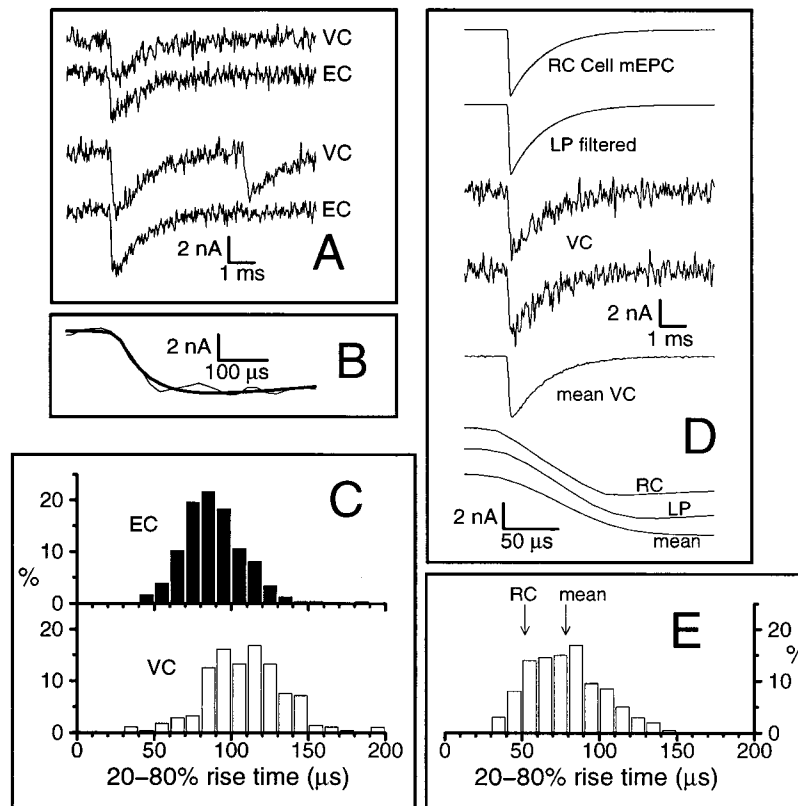 VC
EC
VC
EC
2 nA
1 ms
A
2 nA
100 µs
B
C
EC
20
10
0
%
VC
20
10
0
0 50 100 150 200
20–80% rise time (µs)
RC Cell mEPC
LP filtered
VC
2 nA
1 ms
mean VC
D
RC
LP
mean
2 nA
50 µs
RC mean
E
%
20
10
0
0 50 100 150 200
20–80% rise time (µs)